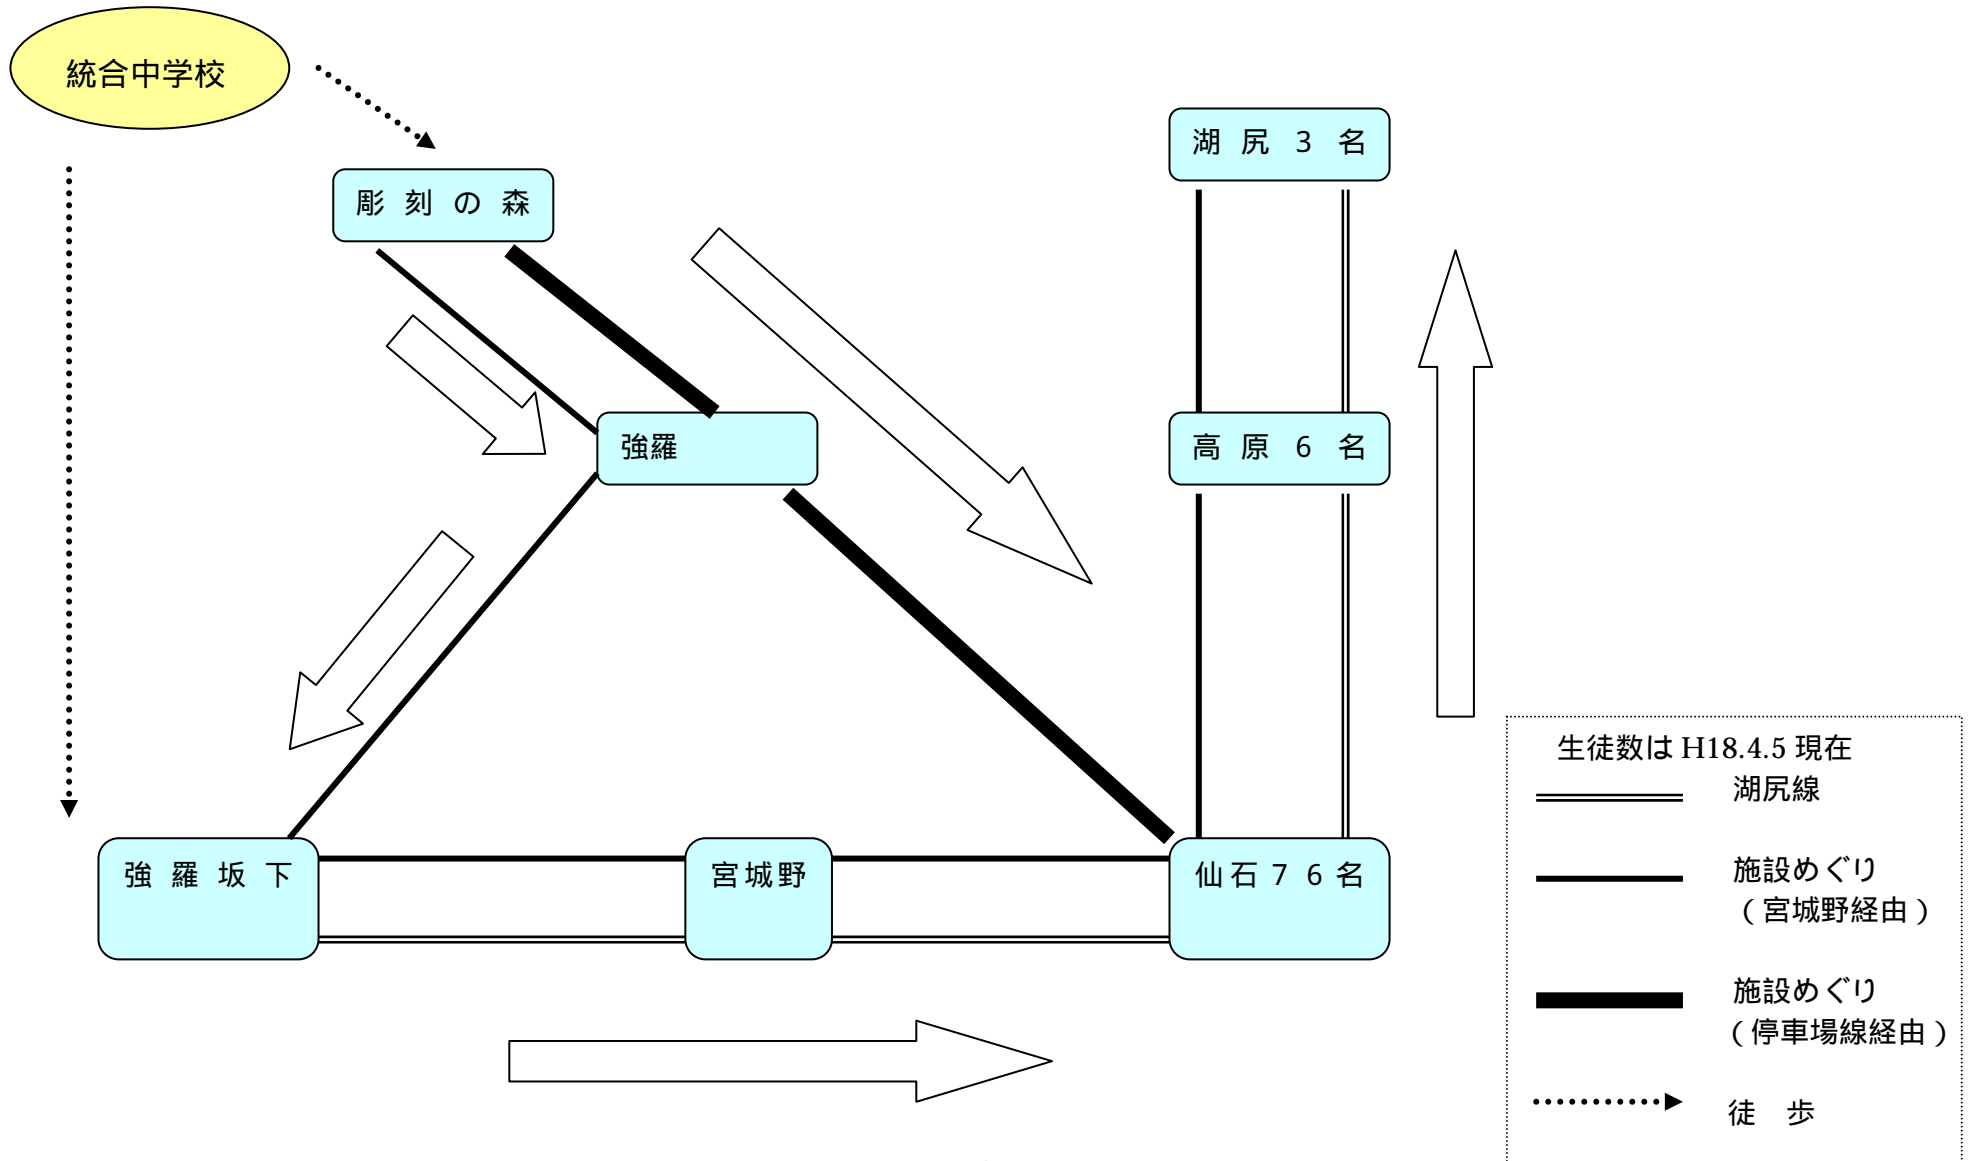 統合中学校
湖尻3名
彫刻の森
強羅
高原6名
強羅坂下
宮城野
仙石76名
生徒数は H18.4.5 現在
湖尻線
施設めぐり
(宮城野経由)
施設めぐり
(停車場線経由)
徒 歩